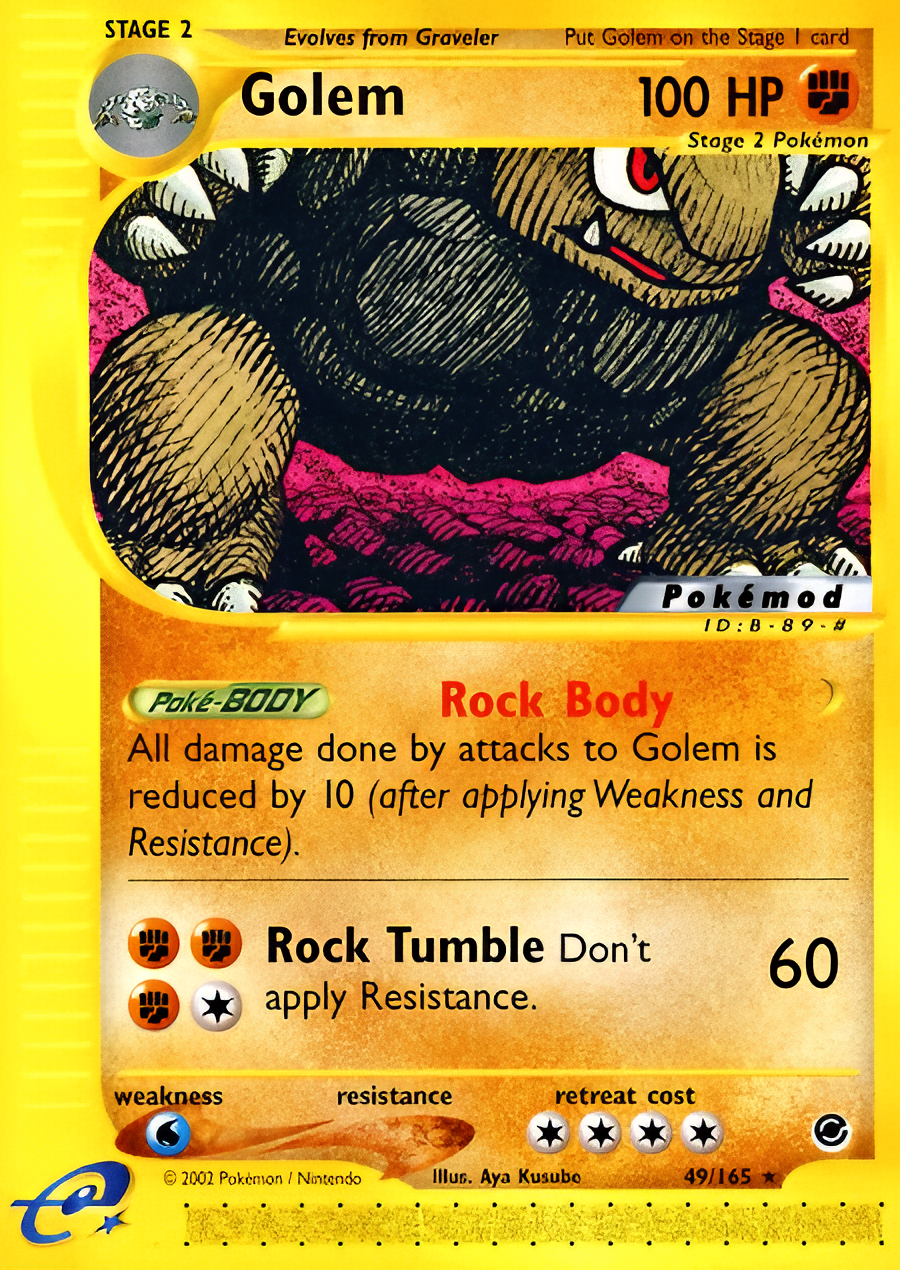 STAGE 2
Evolves from Graveler
Put Golem on the Stage 1 card
Golem
100 HP
Stage 2 Pokémon
Pokémod
ID:B-89-#
Poké-BODY
Rock Body
All damage done by attacks to Golem is
reduced by 10 (after applying Weakness and
Resistance).
Rock Tumble Don't
apply Resistance.
60
weakness
resistance
retreat cost
© 2002 Pokémon / Nintendo
Illus. Aya Kusube
49/165 ★
e